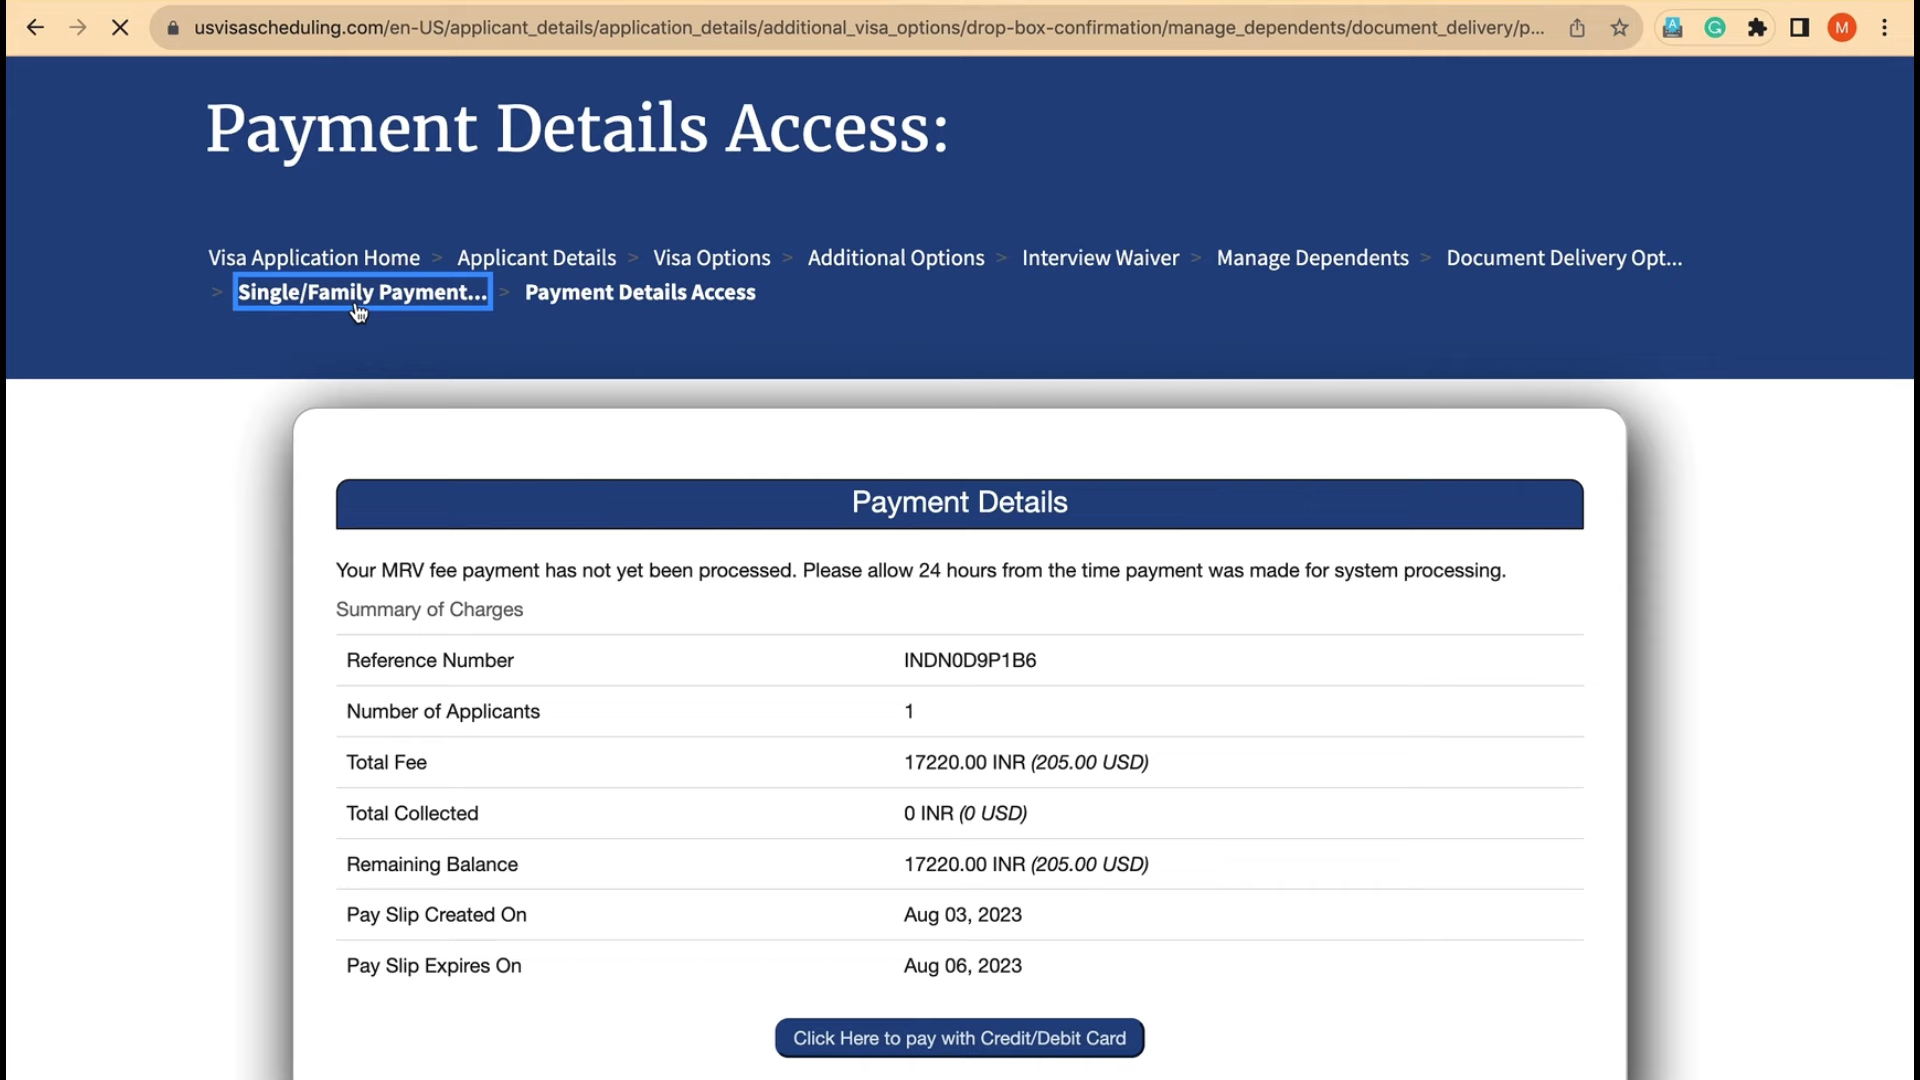 usvisascheduling.com/en-US/applicant_details/application_details/additional_visa_options/drop-box-confirmation/manage_dependents/document_delivery/p...
M
Payment Details Access:
Visa Application Home > Applicant Details > Visa Options > Additional Options > Interview Waiver > Manage Dependents > Document Delivery Opt...
> Single/Family Payment... > Payment Details Access
Payment Details
Your MRV fee payment has not yet been processed. Please allow 24 hours from the time payment was made for system processing.
Summary of Charges
Reference Number INDN0D9P1B6
Number of Applicants 1
Total Fee 17220.00 INR (205.00 USD)
Total Collected 0 INR (0 USD)
Remaining Balance 17220.00 INR (205.00 USD)
Pay Slip Created On Aug 03, 2023
Pay Slip Expires On Aug 06, 2023
Click Here to pay with Credit/Debit Card